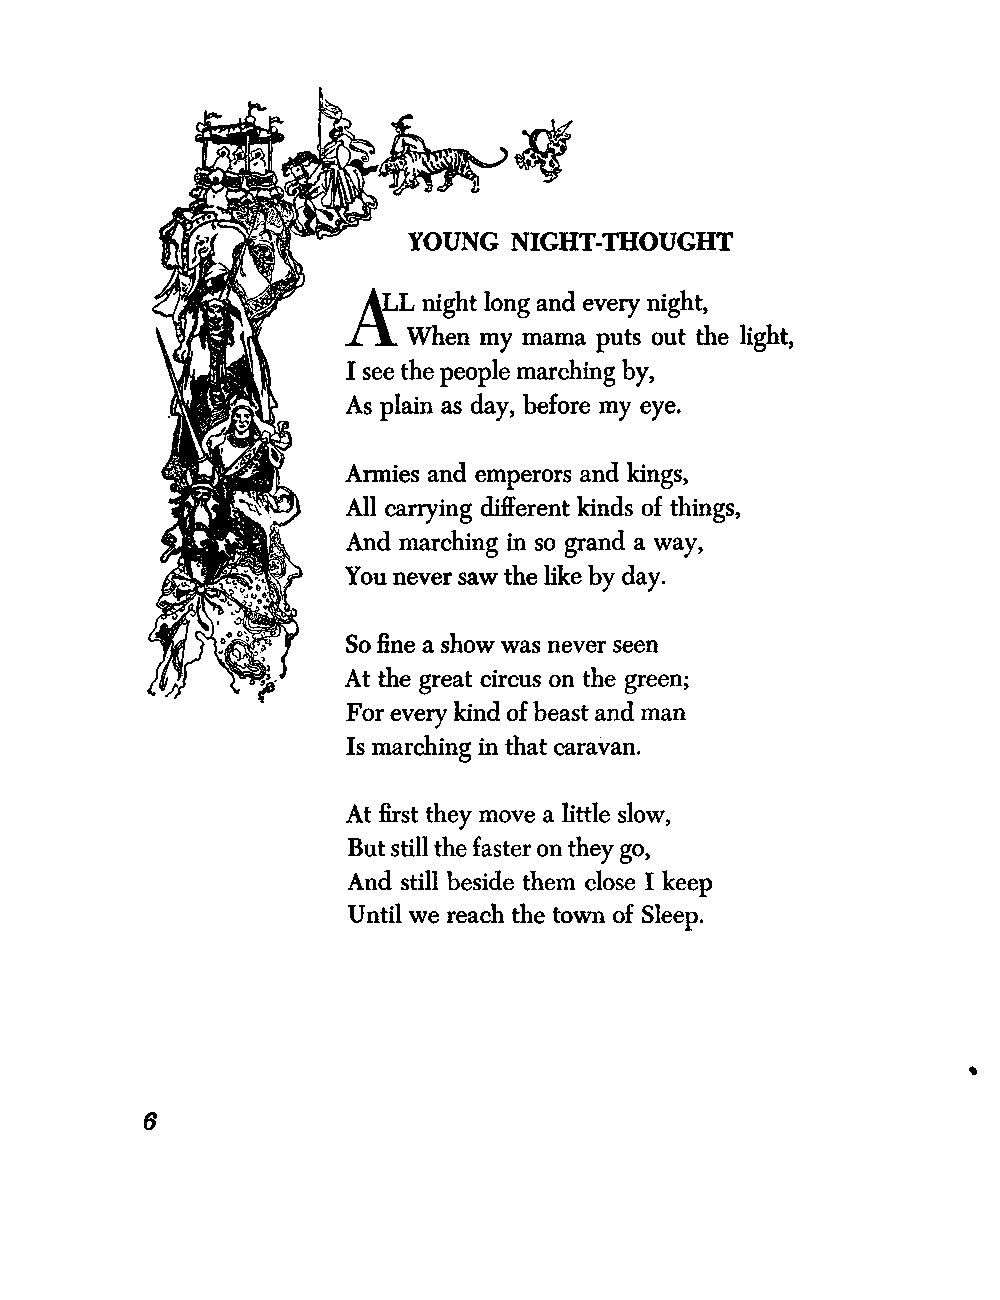 YOUNG NIGHT-THOUGHT
ALL night long and every night,
When my mama puts out the light,
I see the people marching by,
As plain as day, before my eye.
Armies and emperors and kings,
All carrying different kinds of things,
And marching in so grand a way,
You never saw the like by day.
So fine a show was never seen
At the great circus on the green;
For every kind of beast and man
Is marching in that caravan.
At first they move a little slow,
But still the faster on they go,
And still beside them close I keep
Until we reach the town of Sleep.
6